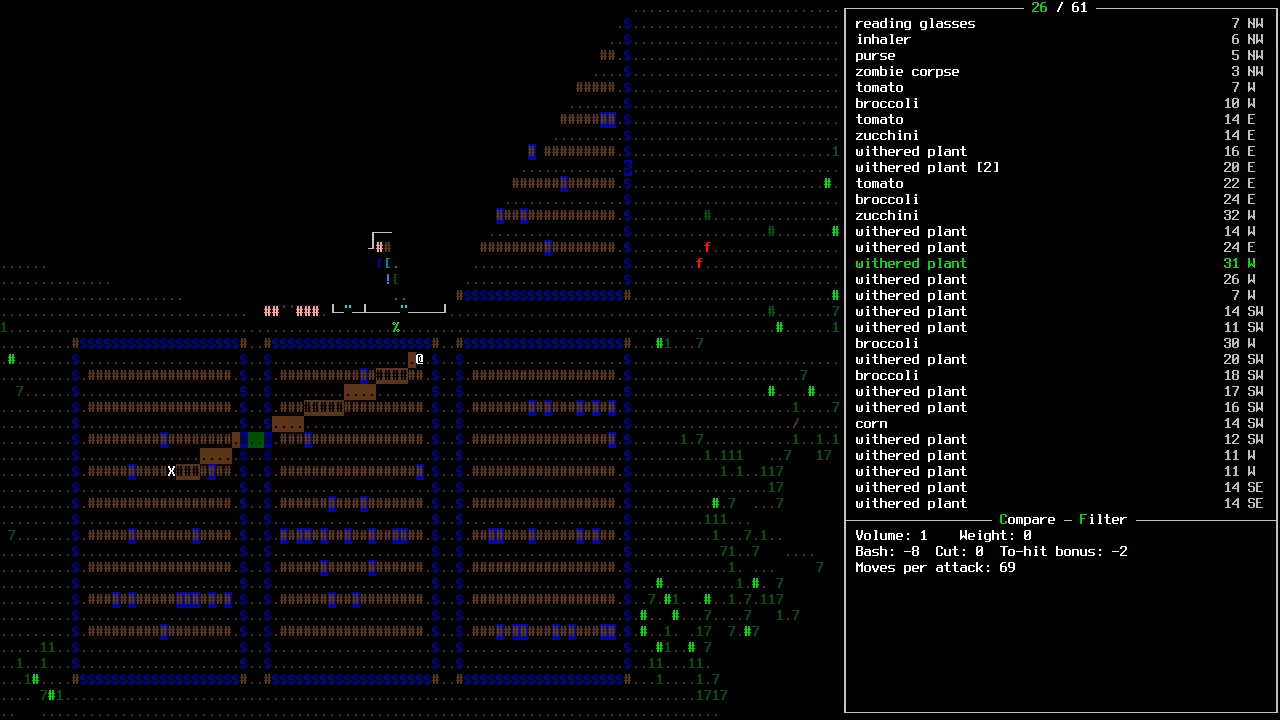 26 / 61
reading glasses 7 NW
inhaler 6 NW
purse 5 NW
zombie corpse 3 NW
tomato 7 W
broccoli 10 W
tomato 14 E
zucchini 14 E
withered plant 16 E
withered plant [2] 20 E
tomato 22 E
broccoli 24 E
zucchini 32 W
withered plant 14 W
withered plant 24 E
withered plant 31 W
withered plant 26 W
withered plant 7 W
withered plant 14 SW
withered plant 11 SW
broccoli 30 W
withered plant 20 SW
broccoli 18 SW
withered plant 17 SW
withered plant 16 SW
corn 14 SW
withered plant 12 SW
withered plant 11 W
withered plant 11 W
withered plant 14 SE
withered plant 14 SE
Compare - Filter
Volume: 1 Weight: 0
Bash: -8 Cut: 0 To-hit bonus: -2
Moves per attack: 69